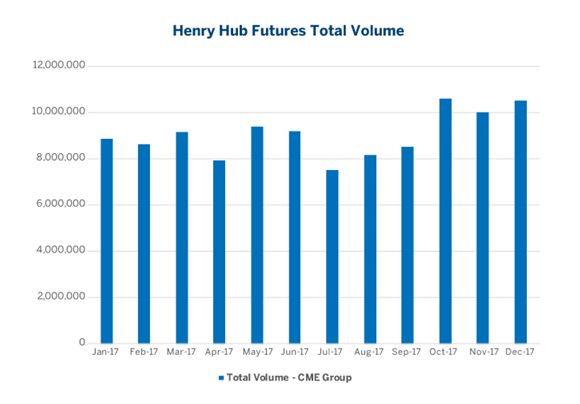 Henry Hub Futures Total Volume
12,000,000
10,000,000
8,000,000
6,000,000
4,000,000
2,000,000
0
Jan-17 Feb-17 Mar-17 Apr-17 May-17 Jun-17 Jul-17 Aug-17 Sep-17 Oct-17 Nov-17 Dec-17
Total Volume - CME Group